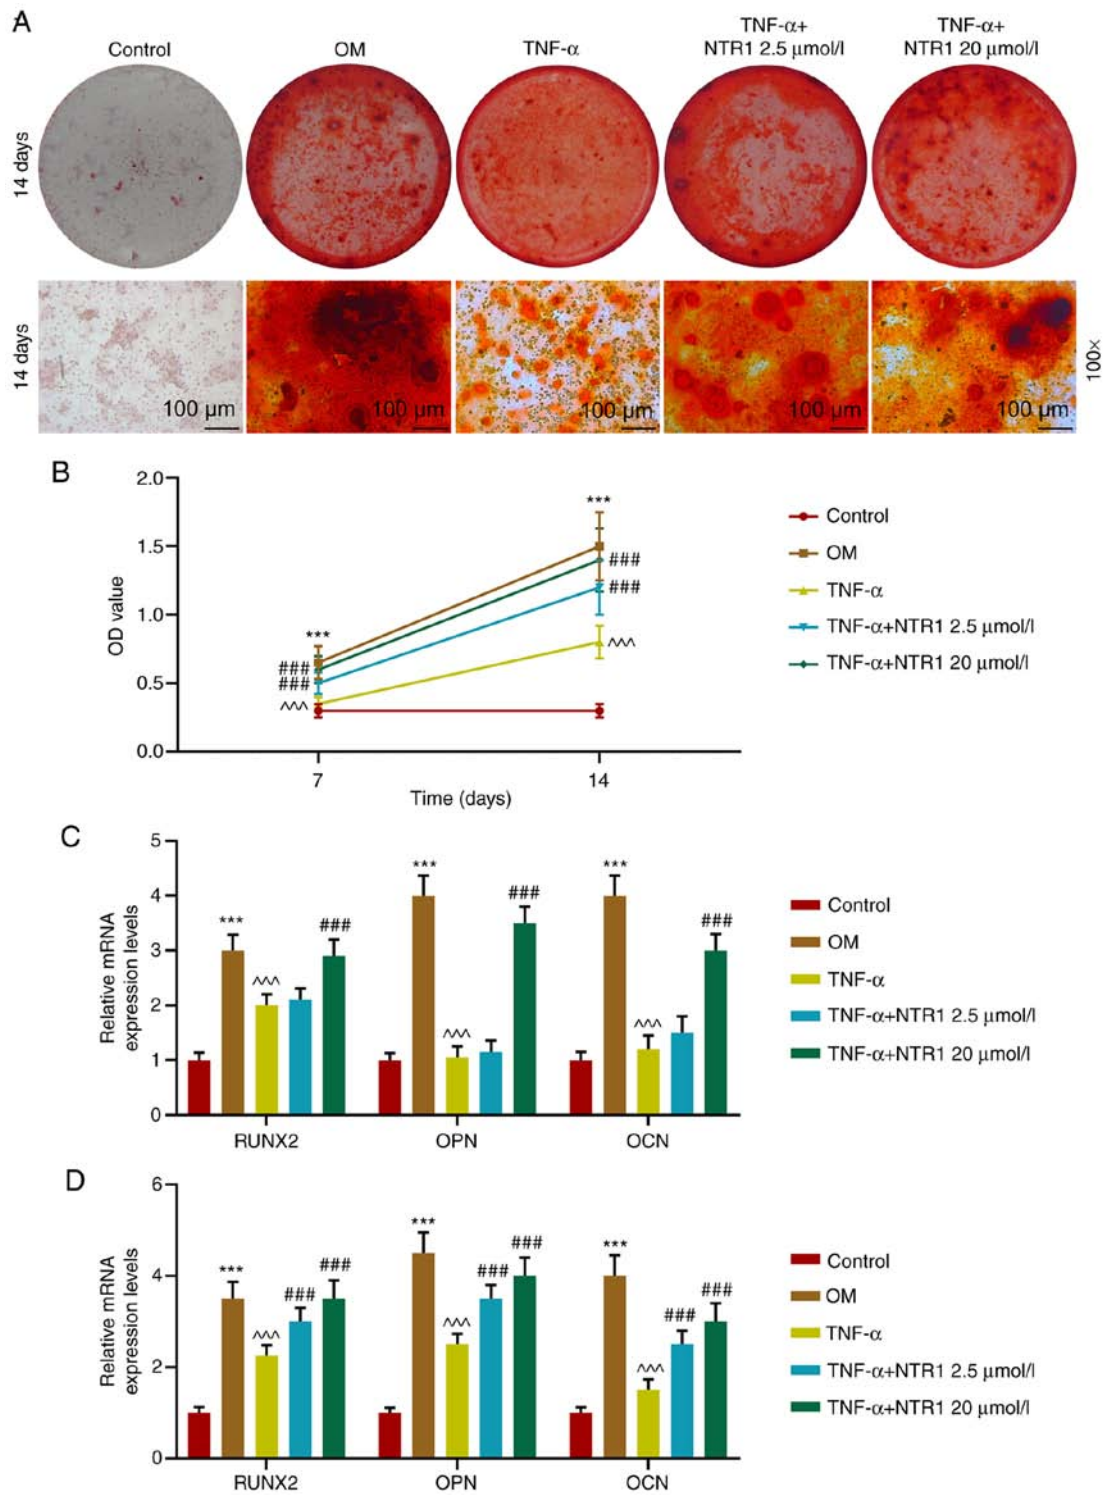 A
Control
OM
TNF-α
TNF-α+
NTR1 2.5 μmol/l
TNF-α+
NTR1 20 μmol/l
14 days
14 days
100 μm
100 μm
100 μm
100 μm
100 μm
100×
B
OD value
2.0
1.5
1.0
0.5
0.0
***
###
###
^^^
***
###
###
^^^
7
14
Time (days)
Control
OM
TNF-α
TNF-α+NTR1 2.5 μmol/l
TNF-α+NTR1 20 μmol/l
C
Relative mRNA
expression levels
5
4
3
2
1
0
***
^^^
###
***
^^^
###
***
^^^
###
RUNX2
OPN
OCN
Control
OM
TNF-α
TNF-α+NTR1 2.5 μmol/l
TNF-α+NTR1 20 μmol/l
D
Relative mRNA
expression levels
6
4
2
0
***
^^^
###
###
***
^^^
###
###
***
^^^
###
###
RUNX2
OPN
OCN
Control
OM
TNF-α
TNF-α+NTR1 2.5 μmol/l
TNF-α+NTR1 20 μmol/l